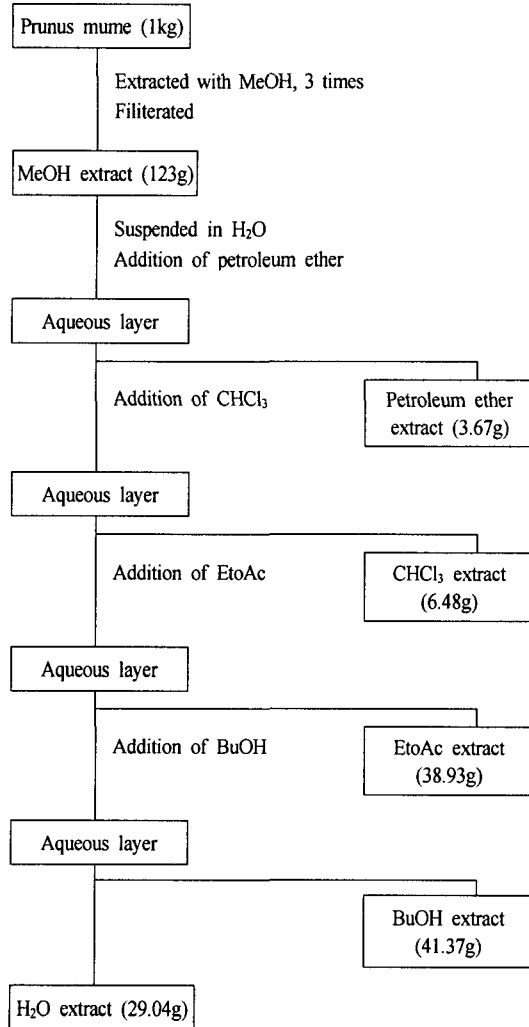 Prunus mume (1kg)
Extracted with MeOH, 3 times
Filiterated
MeOH extract (123g)
Suspended in H₂O
Addition of petroleum ether
Aqueous layer
Addition of CHCl₃
Petroleum ether
extract (3.67g)
Aqueous layer
Addition of EtoAc
CHCl₃ extract
(6.48g)
Aqueous layer
Addition of BuOH
EtoAc extract
(38.93g)
Aqueous layer
BuOH extract
(41.37g)
H₂O extract (29.04g)